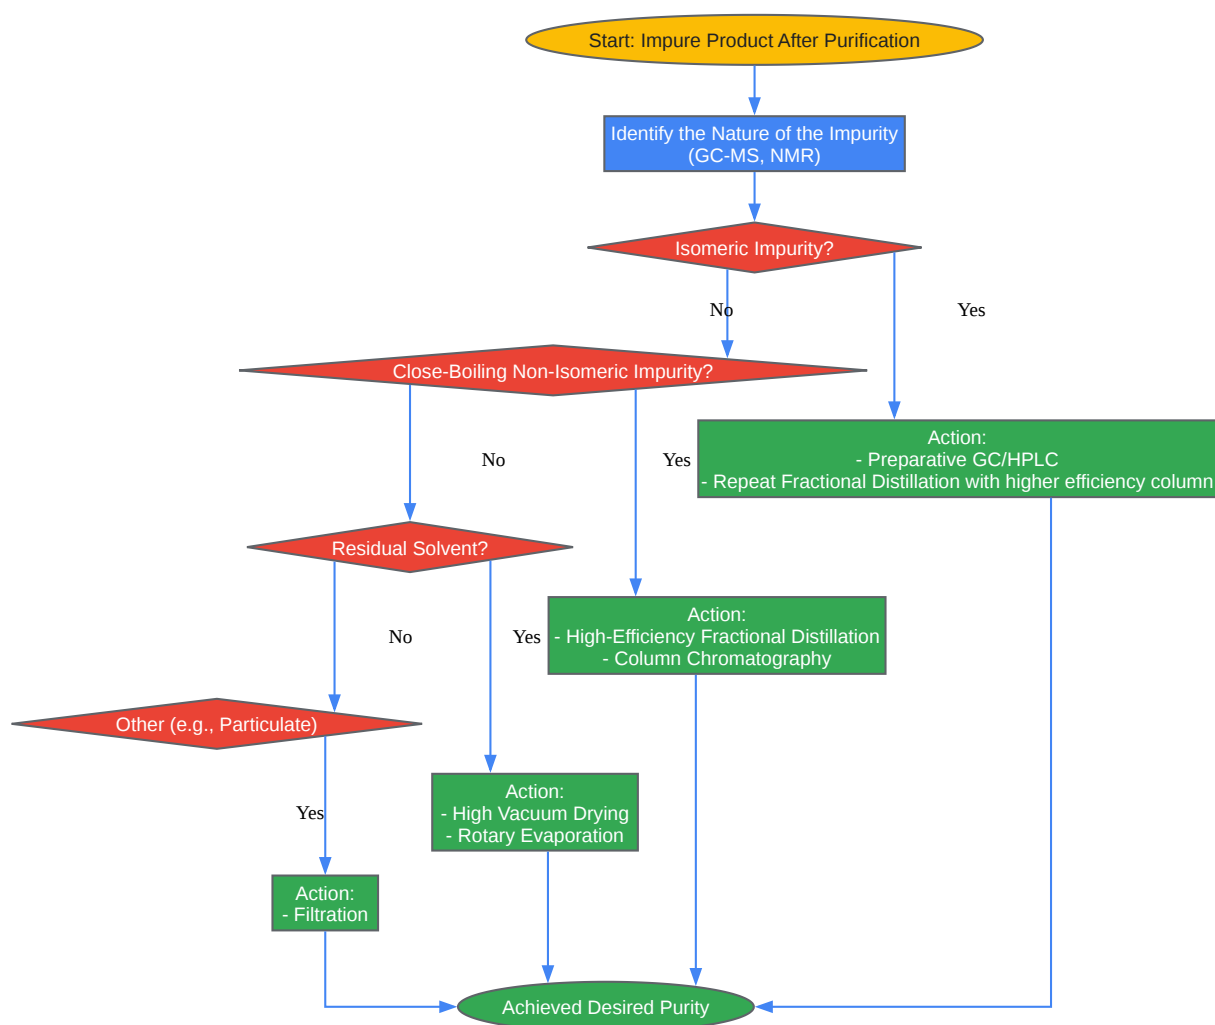 Start: Impure Product After Purification
Identify the Nature of the Impurity
(GC-MS, NMR)
Isomeric Impurity?
No
Yes
Close-Boiling Non-Isomeric Impurity?
Action:
- Preparative GC/HPLC
- Repeat Fractional Distillation with higher efficiency column
No
Yes
Residual Solvent?
Action:
- High-Efficiency Fractional Distillation
- Column Chromatography
No
Yes
Other (e.g., Particulate)
Action:
- High Vacuum Drying
- Rotary Evaporation
Yes
Action:
- Filtration
Achieved Desired Purity